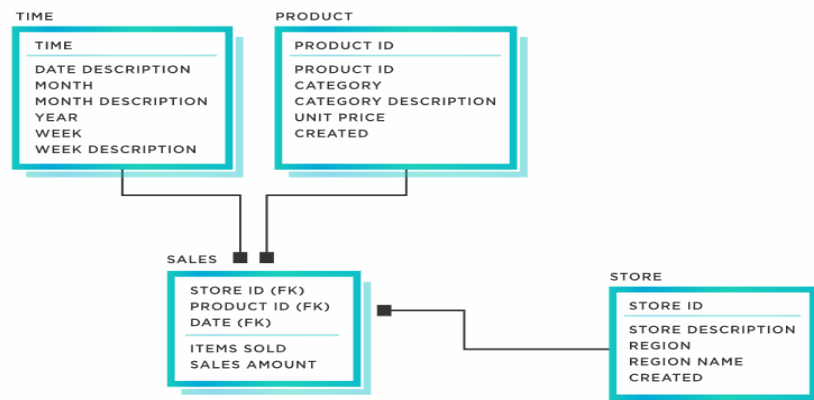 TIME
TIME
DATE DESCRIPTION
MONTH
MONTH DESCRIPTION
YEAR
WEEK
WEEK DESCRIPTION
PRODUCT
PRODUCT ID
PRODUCT ID
CATEGORY
CATEGORY DESCRIPTION
UNIT PRICE
CREATED
SALES
STORE ID (FK)
PRODUCT ID (FK)
DATE (FK)
ITEMS SOLD
SALES AMOUNT
STORE
STORE ID
STORE DESCRIPTION
REGION
REGION NAME
CREATED